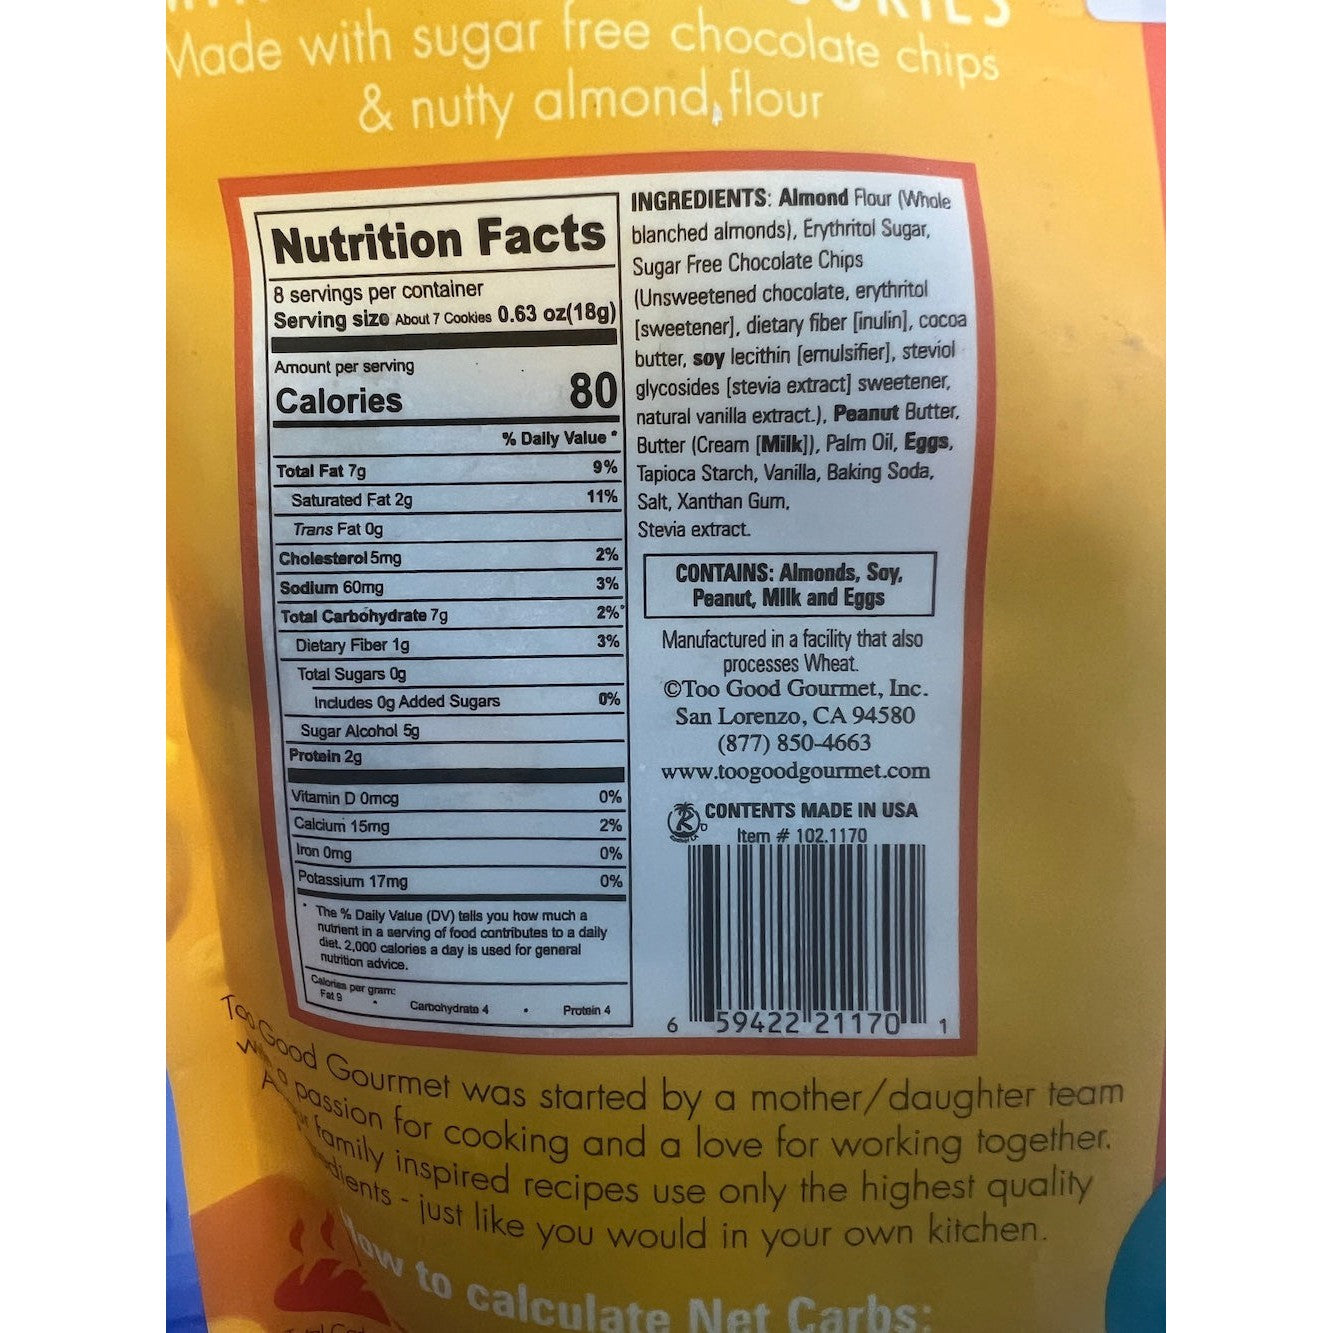 Made with sugar free chocolate chips
& nutty almond flour
Nutrition Facts
8 servings per container
Serving size About 7 Cookies 0.63 oz(18g)
Amount per serving
Calories 80
% Daily Value *
Total Fat 7g 9%
Saturated Fat 2g 11%
Trans Fat 0g
Cholesterol 5mg 2%
Sodium 60mg 3%
Total Carbohydrate 7g 2%*
Dietary Fiber 1g 3%
Total Sugars 0g
Includes 0g Added Sugars 0%
Sugar Alcohol 5g
Protein 2g
Vitamin D 0mcg 0%
Calcium 15mg 2%
Iron 0mg 0%
Potassium 17mg 0%
* The % Daily Value (DV) tells you how much a
nutrient in a serving of food contributes to a daily
diet. 2,000 calories a day is used for general
nutrition advice.
Calories per gram:
Fat 9 • Carbohydrate 4 • Protein 4
INGREDIENTS: Almond Flour (Whole
blanched almonds), Erythritol Sugar,
Sugar Free Chocolate Chips
(Unsweetened chocolate, erythritol
[sweetener], dietary fiber [inulin], cocoa
butter, soy lecithin [emulsifier], steviol
glycosides [stevia extract] sweetener,
natural vanilla extract.), Peanut Butter,
Butter (Cream [Milk]), Palm Oil, Eggs,
Tapioca Starch, Vanilla, Baking Soda,
Salt, Xanthan Gum,
Stevia extract.
CONTAINS: Almonds, Soy,
Peanut, Milk and Eggs
Manufactured in a facility that also
processes Wheat.
©Too Good Gourmet, Inc.
San Lorenzo, CA 94580
(877) 850-4663
www.toogoodgourmet.com
CONTENTS MADE IN USA
Item # 102.1170
6 59422 21170 1
Too Good Gourmet was started by a mother/daughter team
with a passion for cooking and a love for working together.
family inspired recipes use only the highest quality
- just like you would in your own kitchen.
How to calculate Net Carbs: